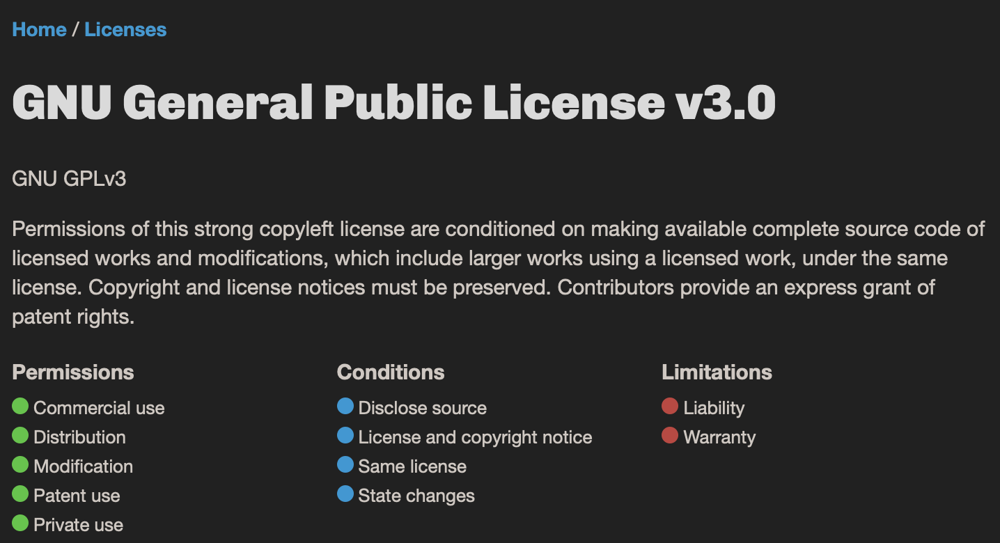 Home / Licenses
GNU General Public License v3.0
GNU GPLv3
Permissions of this strong copyleft license are conditioned on making available complete source code of
licensed works and modifications, which include larger works using a licensed work, under the same
license. Copyright and license notices must be preserved. Contributors provide an express grant of
patent rights.
Permissions
Commercial use
Distribution
Modification
Patent use
Private use
Conditions
Disclose source
License and copyright notice
Same license
State changes
Limitations
Liability
Warranty